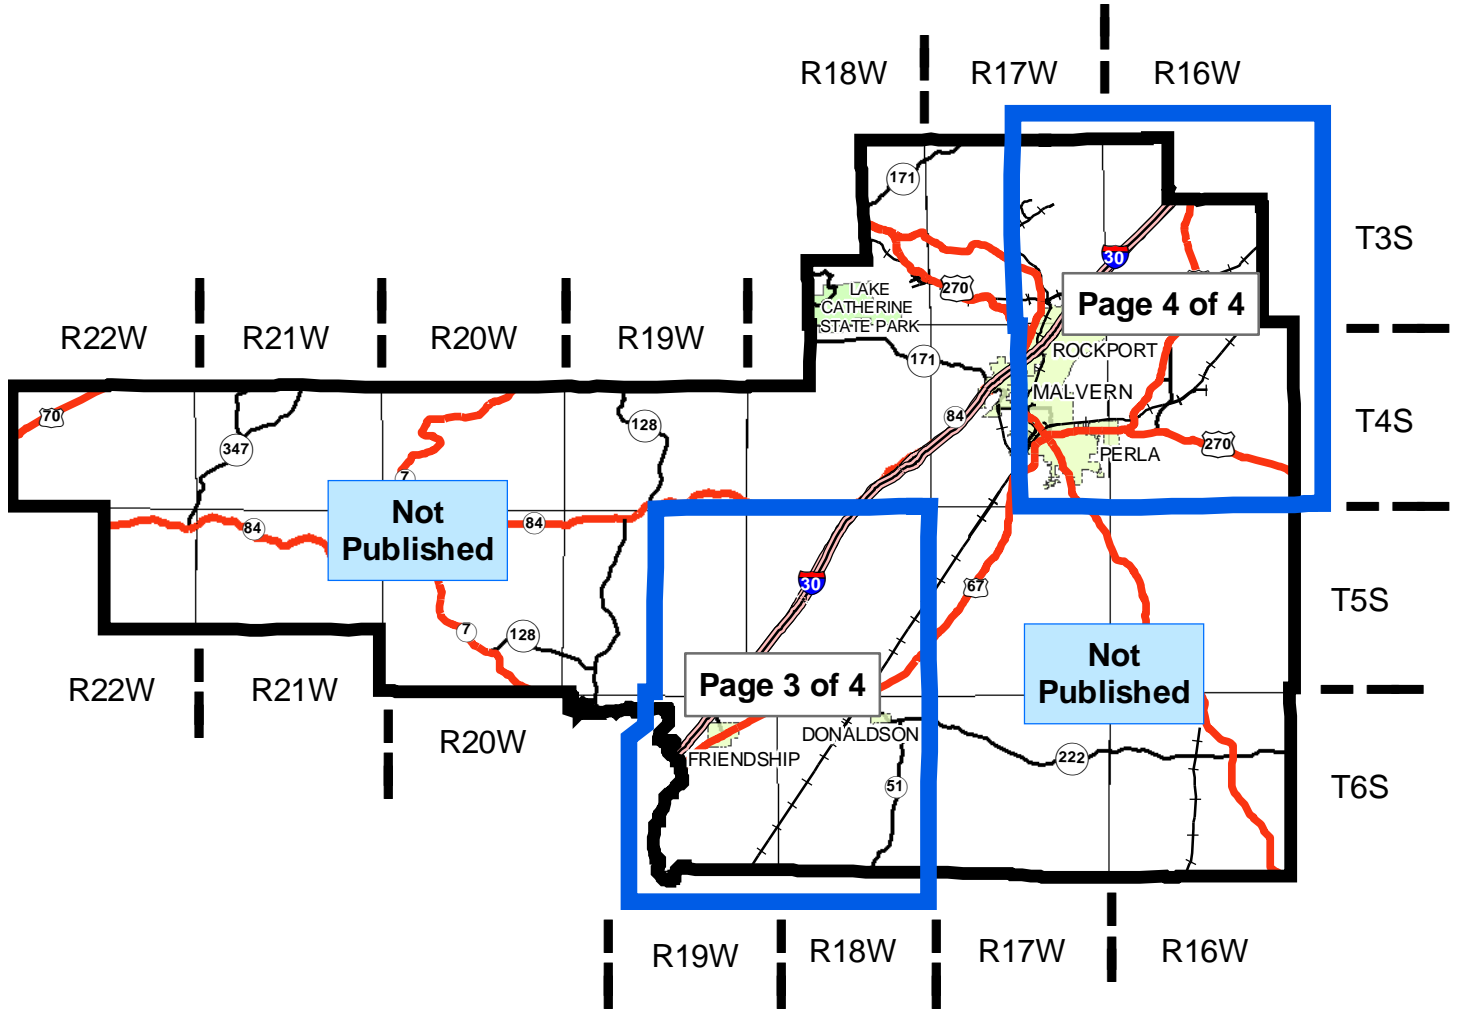 R18W
R17W
R16W
171
T3S
30
270
LAKE
CATHERINE
STATE PARK
Page 4 of 4
R22W
R21W
R20W
R19W
171
ROCKPORT
MALVERN
70
84
128
T4S
347
270
PERLA
7
Not
Published
84
84
30
67
T5S
7
128
Not
Published
Page 3 of 4
R22W
R21W
R20W
DONALDSON
FRIENDSHIP
222
51
T6S
R19W
R18W
R17W
R16W